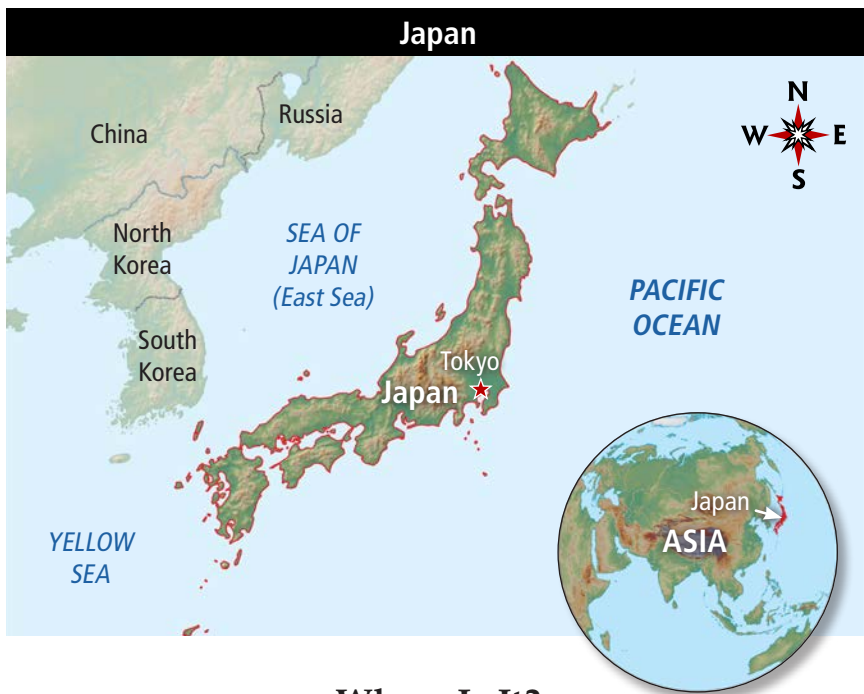 Japan
N
W E
S
China
Russia
North
Korea
SEA OF
JAPAN
(East Sea)
PACIFIC
OCEAN
South
Korea
Tokyo
Japan
YELLOW
SEA
Japan
ASIA